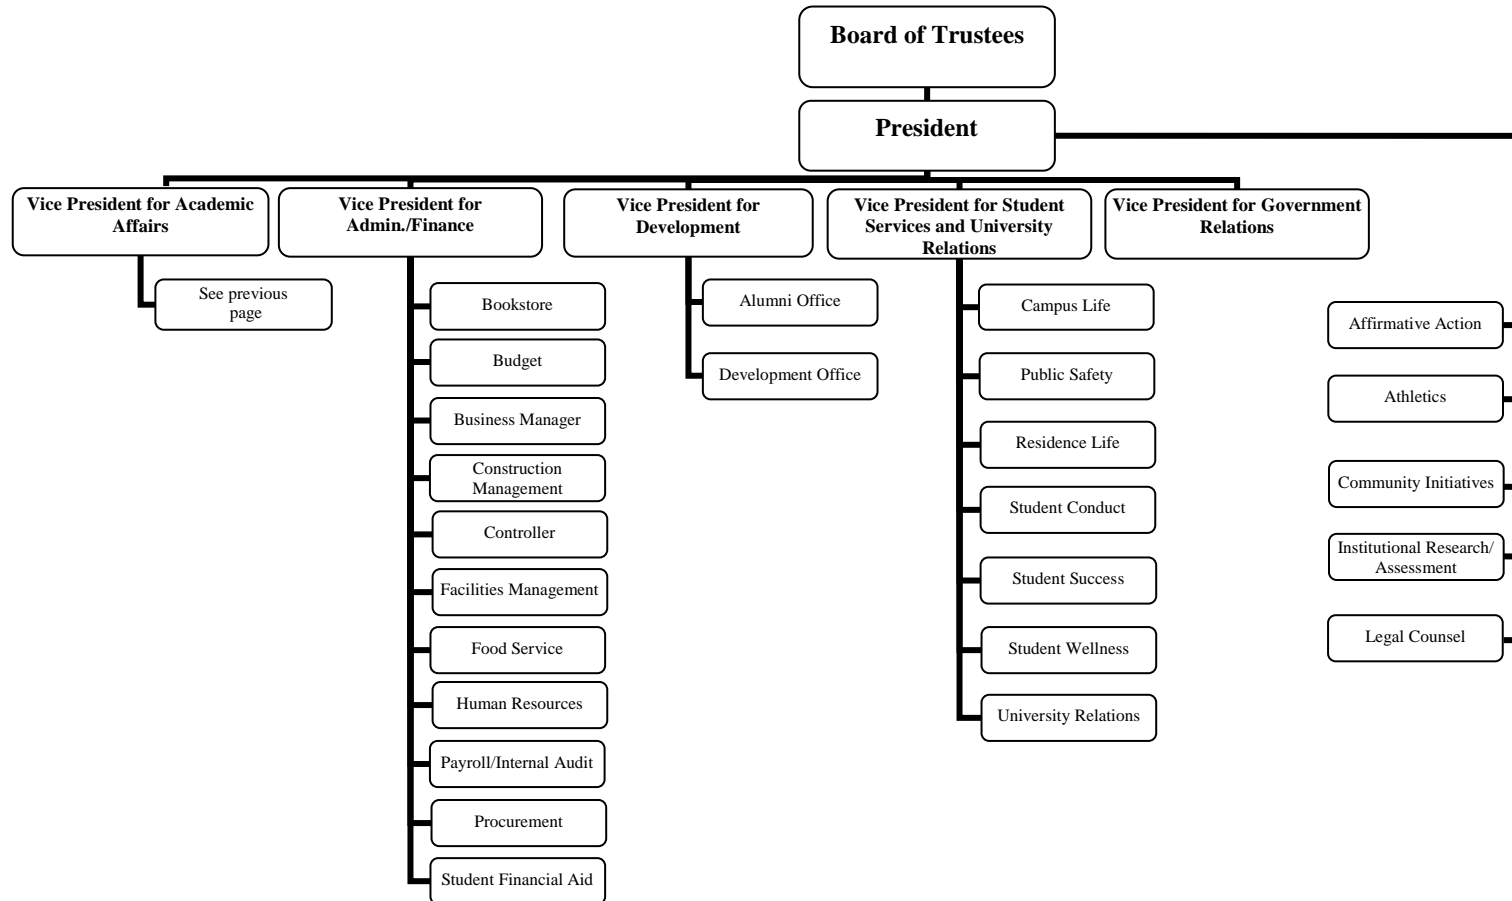 Board of Trustees
President
Vice President for Academic
Affairs
See previous
page
Vice President for
Admin./Finance
Bookstore
Budget
Business Manager
Construction
Management
Controller
Facilities Management
Food Service
Human Resources
Payroll/Internal Audit
Procurement
Student Financial Aid
Vice President for
Development
Alumni Office
Development Office
Vice President for Student
Services and University
Relations
Campus Life
Public Safety
Residence Life
Student Conduct
Student Success
Student Wellness
University Relations
Vice President for Government
Relations
Affirmative Action
Athletics
Community Initiatives
Institutional Research/
Assessment
Legal Counsel